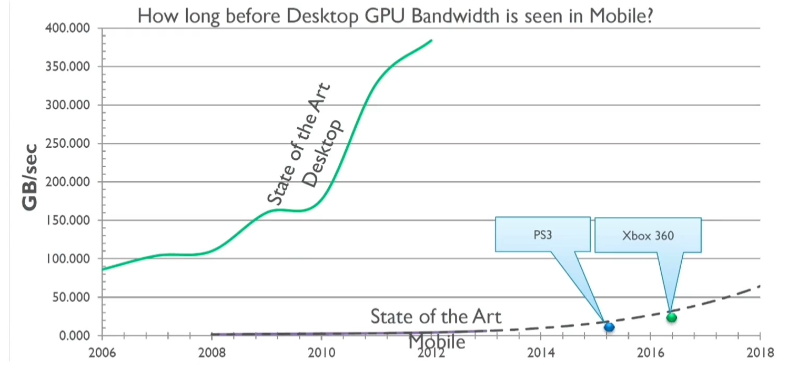 How long before Desktop GPU Bandwidth is seen in Mobile?
GB/sec
400.000
350.000
300.000
250.000
200.000
150.000
100.000
50.000
0.000
State of the Art
Desktop
PS3
Xbox 360
State of the Art
Mobile
2006
2008
2010
2012
2014
2016
2018